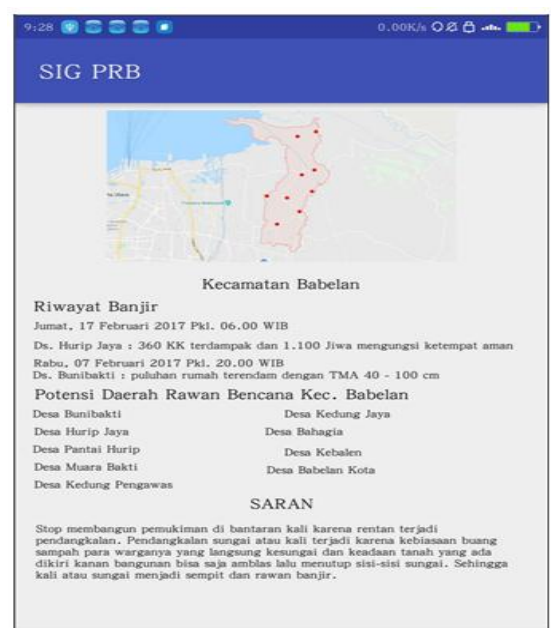 9:28 0.00K/s
SIG PRB
Kecamatan Babelan
Riwayat Banjir
Jumat, 17 Februari 2017 Pkl. 06.00 WIB
Ds. Hurip Jaya : 360 KK terdampak dan 1.100 Jiwa mengungsi ketempat aman
Rabu, 07 Februari 2017 Pkl. 20.00 WIB
Ds. Bunibakti : puluhan rumah terendam dengan TMA 40 - 100 cm
Potensi Daerah Rawan Bencana Kec. Babelan
Desa Bunibakti Desa Kedung Jaya
Desa Hurip Jaya Desa Bahagia
Desa Pantai Hurip Desa Kebalen
Desa Muara Bakti Desa Babelan Kota
Desa Kedung Pengawas
SARAN
Stop membangun pemukiman di bantaran kali karena rentan terjadi
pendangkalan. Pendangkalan sungai atau kali terjadi karena kebiasaan buang
sampah para warganya yang langsung kesungai dan keadaan tanah yang ada
dikiri kanan bangunan bisa saja amblas lalu menutup sisi-sisi sungai. Sehingga
kali atau sungai menjadi sempit dan rawan banjir.